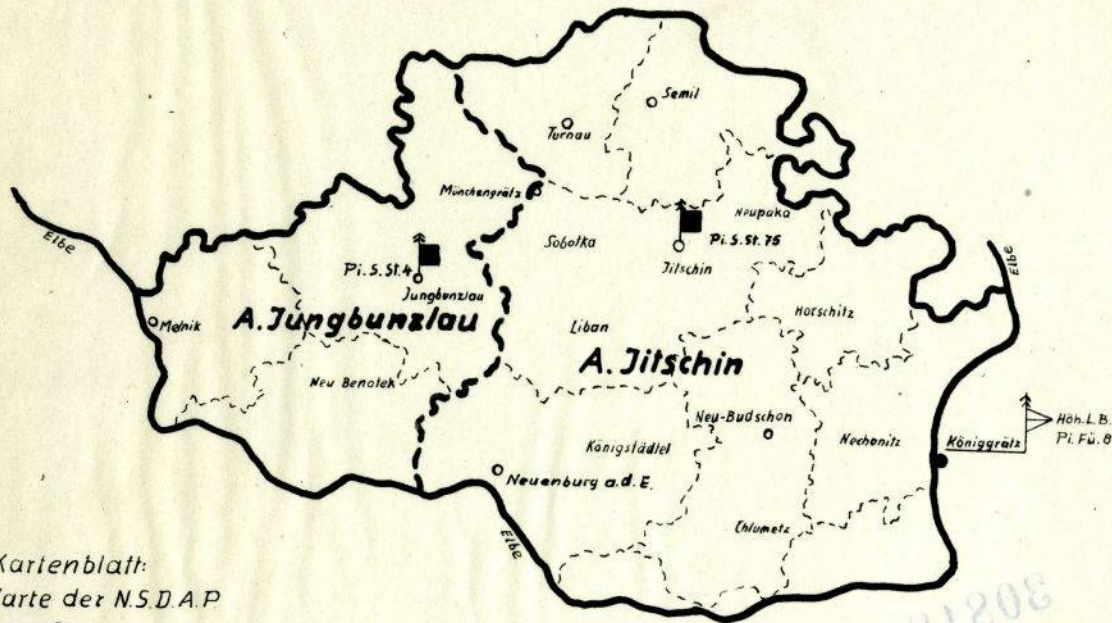 Semil
Turnau
Münchengrätz
Elbe
Sobotka
Neupaka
Pi.S.St.75
Jitschin
Pi.S.St.4
Jungbunzlau
Elbe
Melnik
A.Jungbunzlau
Liban
Horschitz
A.Jitschin
Neu Benatek
Neu-Budschon
Königstädtel
Nechanitz
Königgrätz
Höh.L.B.
Pi.Fü.8
Neuenburg a.d.E.
Elbe
Chlumetz
Kartenblatt:
Karte der N.S.D.A.P.